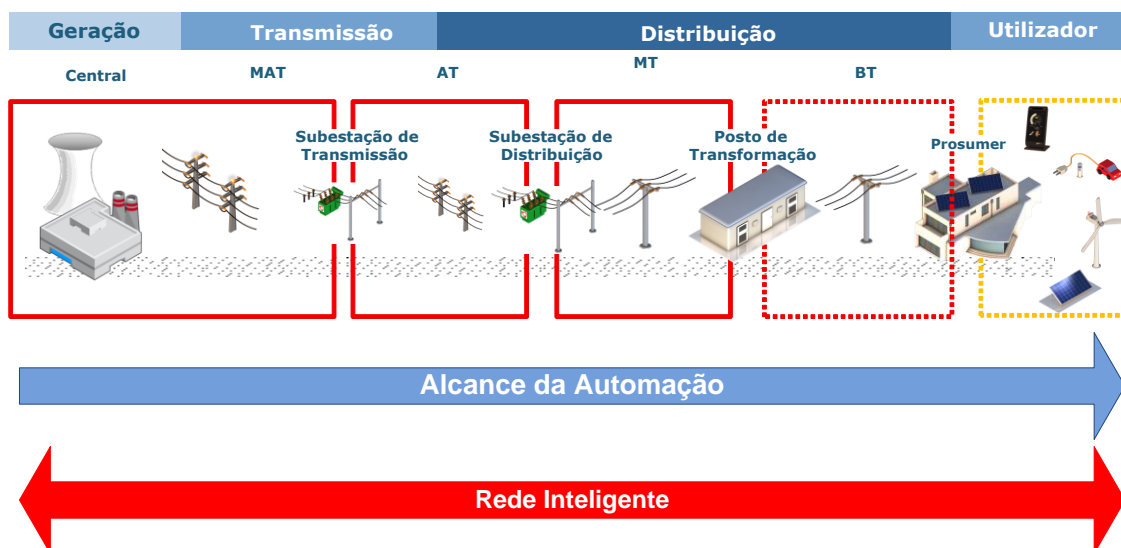 Geração
Transmissão
Distribuição
Utilizador
Central
MAT
AT
MT
BT
Subestação de
Transmissão
Subestação de
Distribuição
Posto de
Transformação
Prosumer
Alcance da Automação
Rede Inteligente